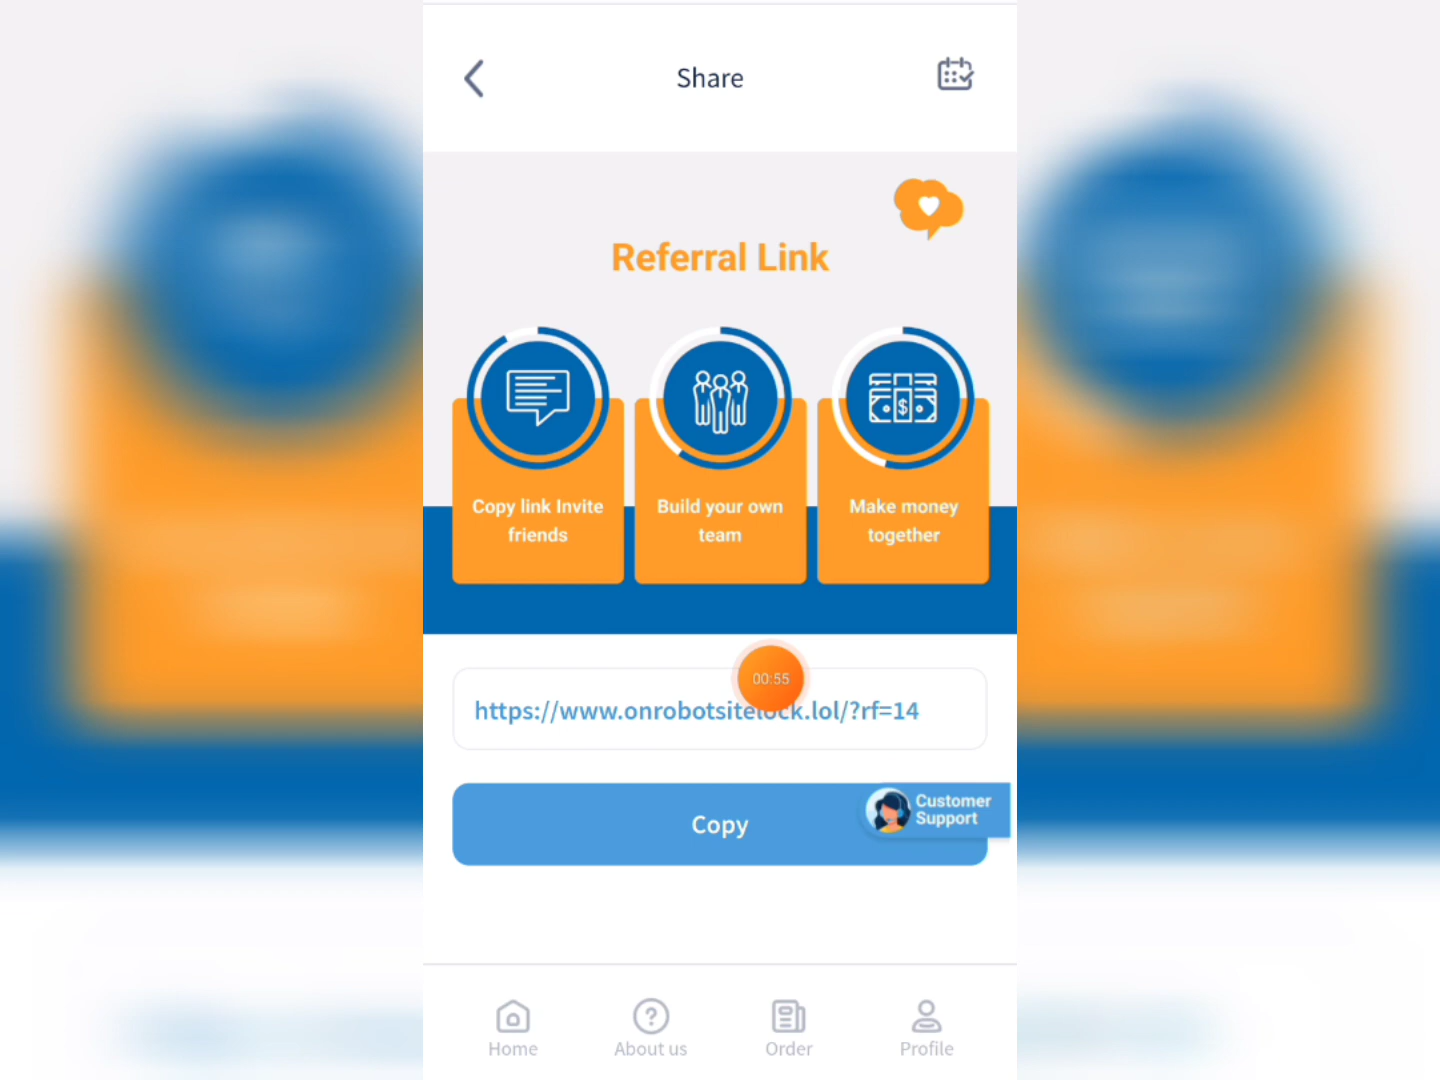 Share
Referral Link
Copy link Invite
friends
Build your own
team
Make money
together
$
00:55
https://www.onrobotsitelock.lol/?rf=14
Copy
Customer
Support
Home
About us
Order
Profile